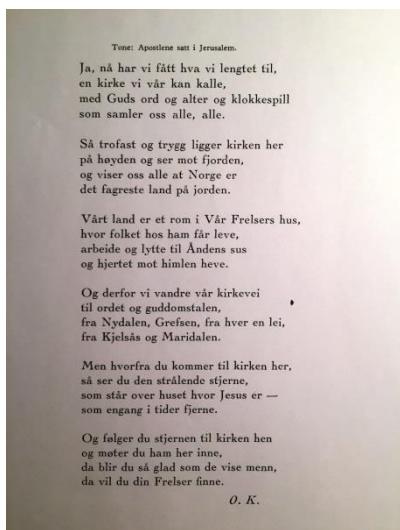 Tone: Apostlene satt i Jerusalem.
Ja, nå har vi fått hva vi lengtet til,
en kirke vi vår kan kalle,
med Guds ord og alter og klokkespill
som samler oss alle, alle.
Så trofast og trygg ligger kirken her
på høyden og ser mot fjorden,
og viser oss alle at Norge er
det fagreste land på jorden.
Vårt land er et rom i Vår Frelsers hus,
hvor folket hos ham får leve,
arbeide og lytte til Åndens sus
og hjertet mot himlen heve.
Og derfor vi vandre vår kirkevei
til ordet og guddomstalen,
fra Nydalen, Grefsen, fra hver en lei,
fra Kjelsås og Maridalen.
Men hvorfra du kommer til kirken her,
så ser du den strålende stjerne,
som står over huset hvor Jesus er —
som engang i tider fjerne.
Og følger du stjernen til kirken hen
og møter du ham her inne,
da blir du så glad som de vise menn,
da vil du din Frelser finne.
O. K.